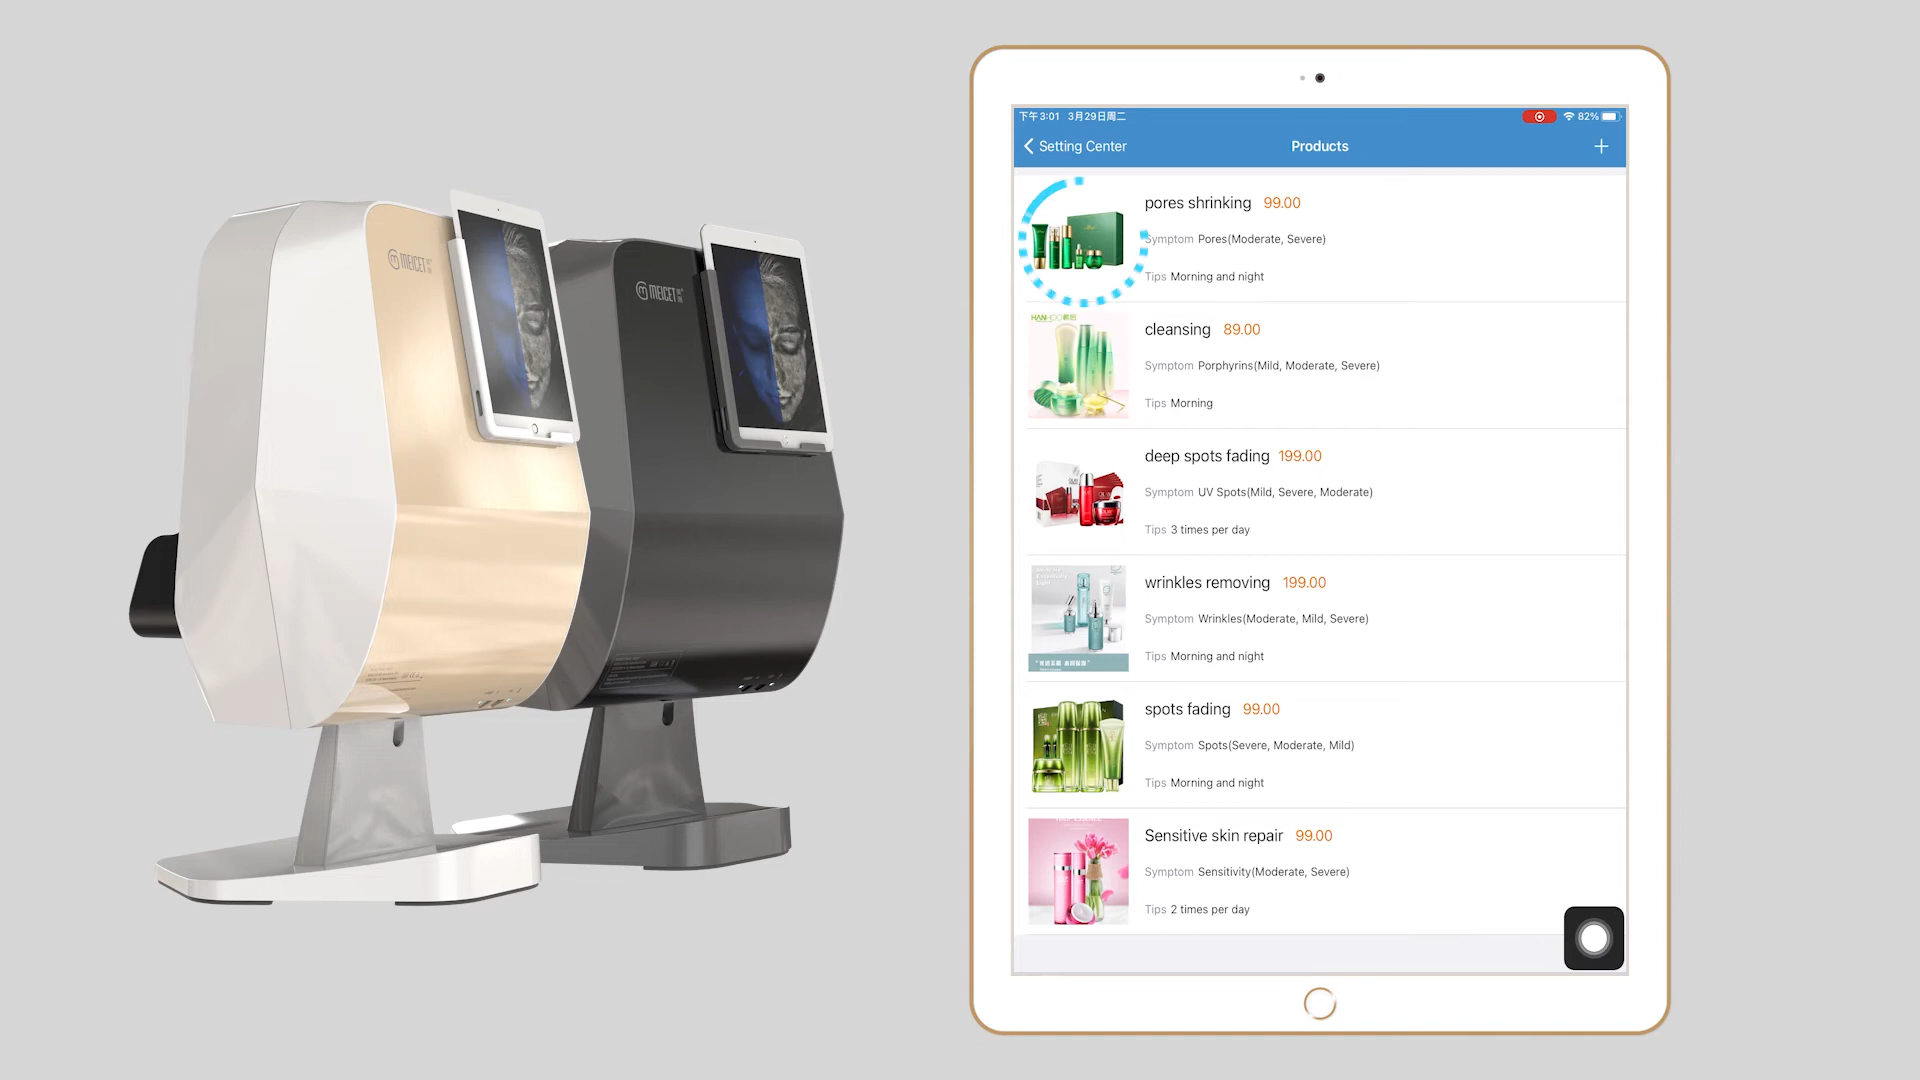 MEICET
MEICET
下午3:01 3月29日周二
82%
Setting Center
Products
pores shrinking 99.00
Symptom Pores(Moderate, Severe)
Tips Morning and night
HANHOO
cleansing 89.00
Symptom Porphyrins(Mild, Moderate, Severe)
Tips Morning
deep spots fading 199.00
Symptom UV Spots(Mild, Severe, Moderate)
Tips 3 times per day
wrinkles removing 199.00
Symptom Wrinkles(Moderate, Mild, Severe)
Tips Morning and night
spots fading 99.00
Symptom Spots(Severe, Moderate, Mild)
Tips Morning and night
Sensitive skin repair 99.00
Symptom Sensitivity(Moderate, Severe)
Tips 2 times per day